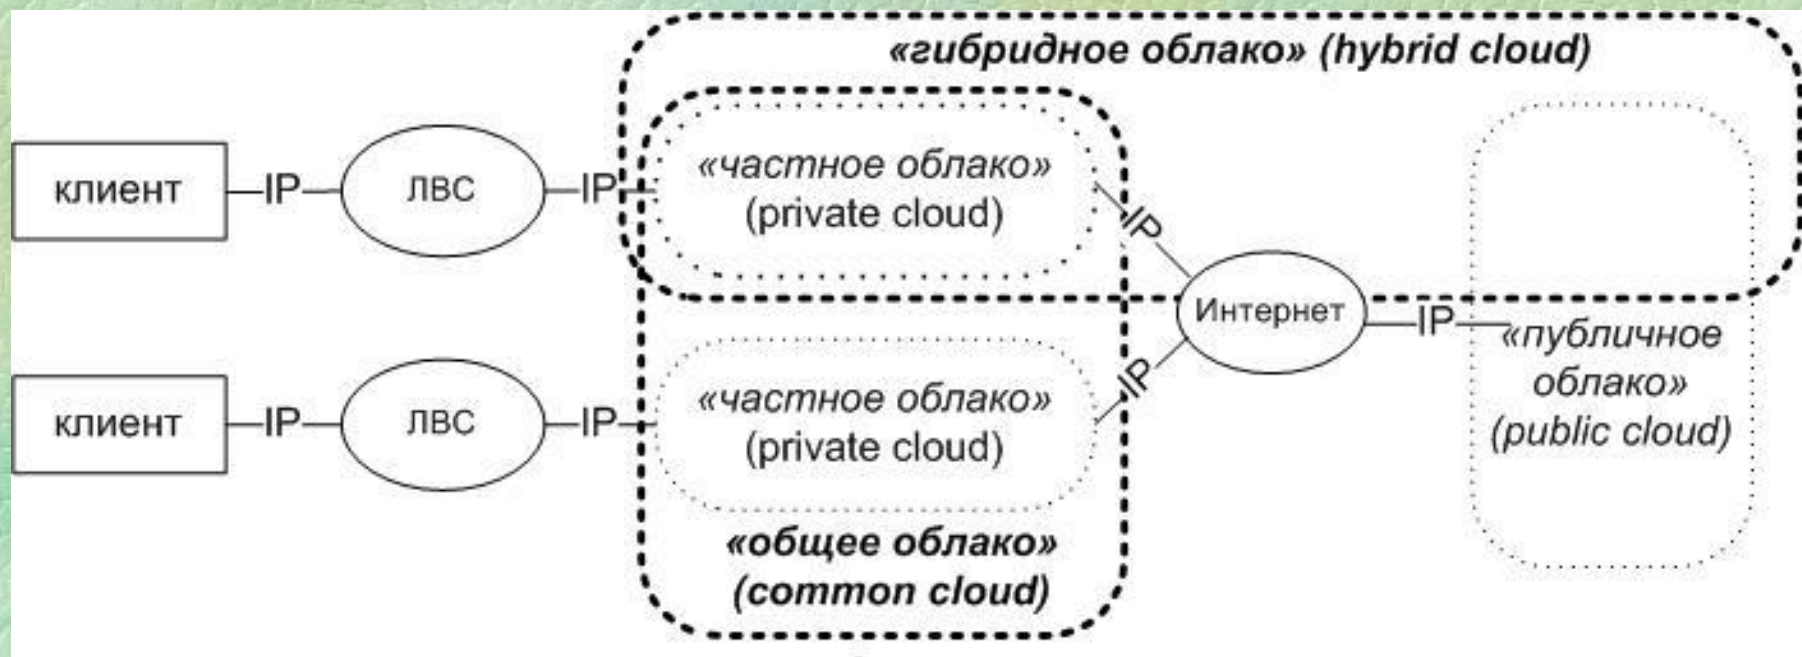 «гибридное облако» (hybrid cloud)
клиент
IP
ЛВС
IP
«частное облако»
(private cloud)
IP
Интернет
IP
«публичное
облако»
(public cloud)
клиент
IP
ЛВС
IP
«частное облако»
(private cloud)
IP
«общее облако»
(common cloud)